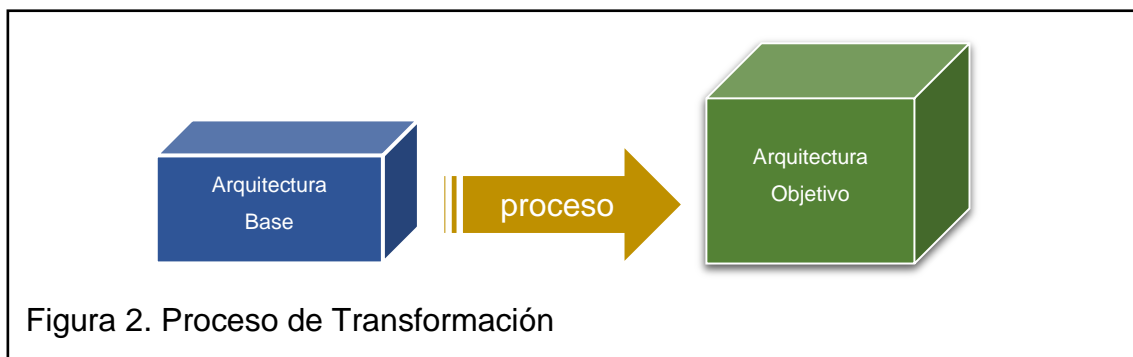 Arquitectura
Base
proceso
Arquitectura
Objetivo
Figura 2. Proceso de Transformación